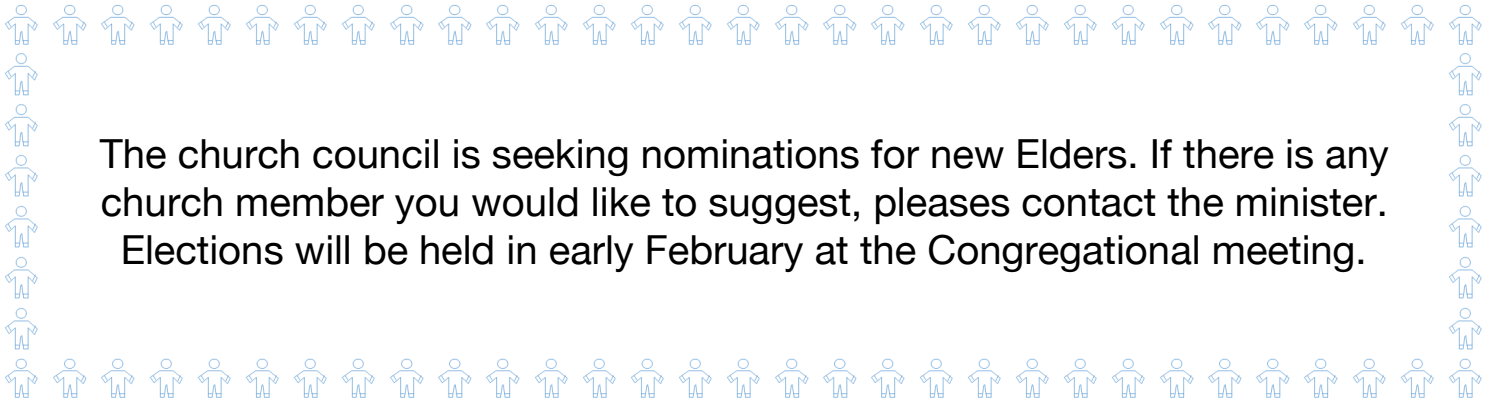 The church council is seeking nominations for new Elders. If there is any
church member you would like to suggest, pleases contact the minister.
Elections will be held in early February at the Congregational meeting.